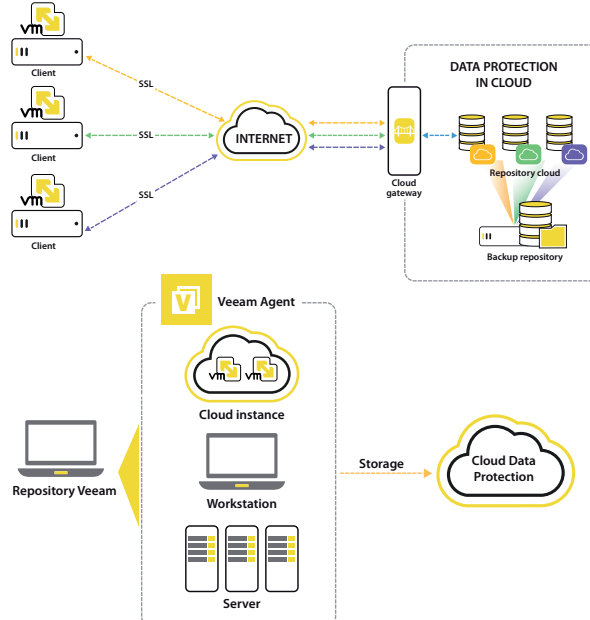 vm
Client
SSL
vm
Client
SSL
vm
Client
SSL
INTERNET
Cloud
gateway
DATA PROTECTION
IN CLOUD
Repository cloud
Backup repository
V
Veeam Agent
vm
vm
Cloud instance
Repository Veeam
Workstation
Server
Storage
Cloud Data
Protection